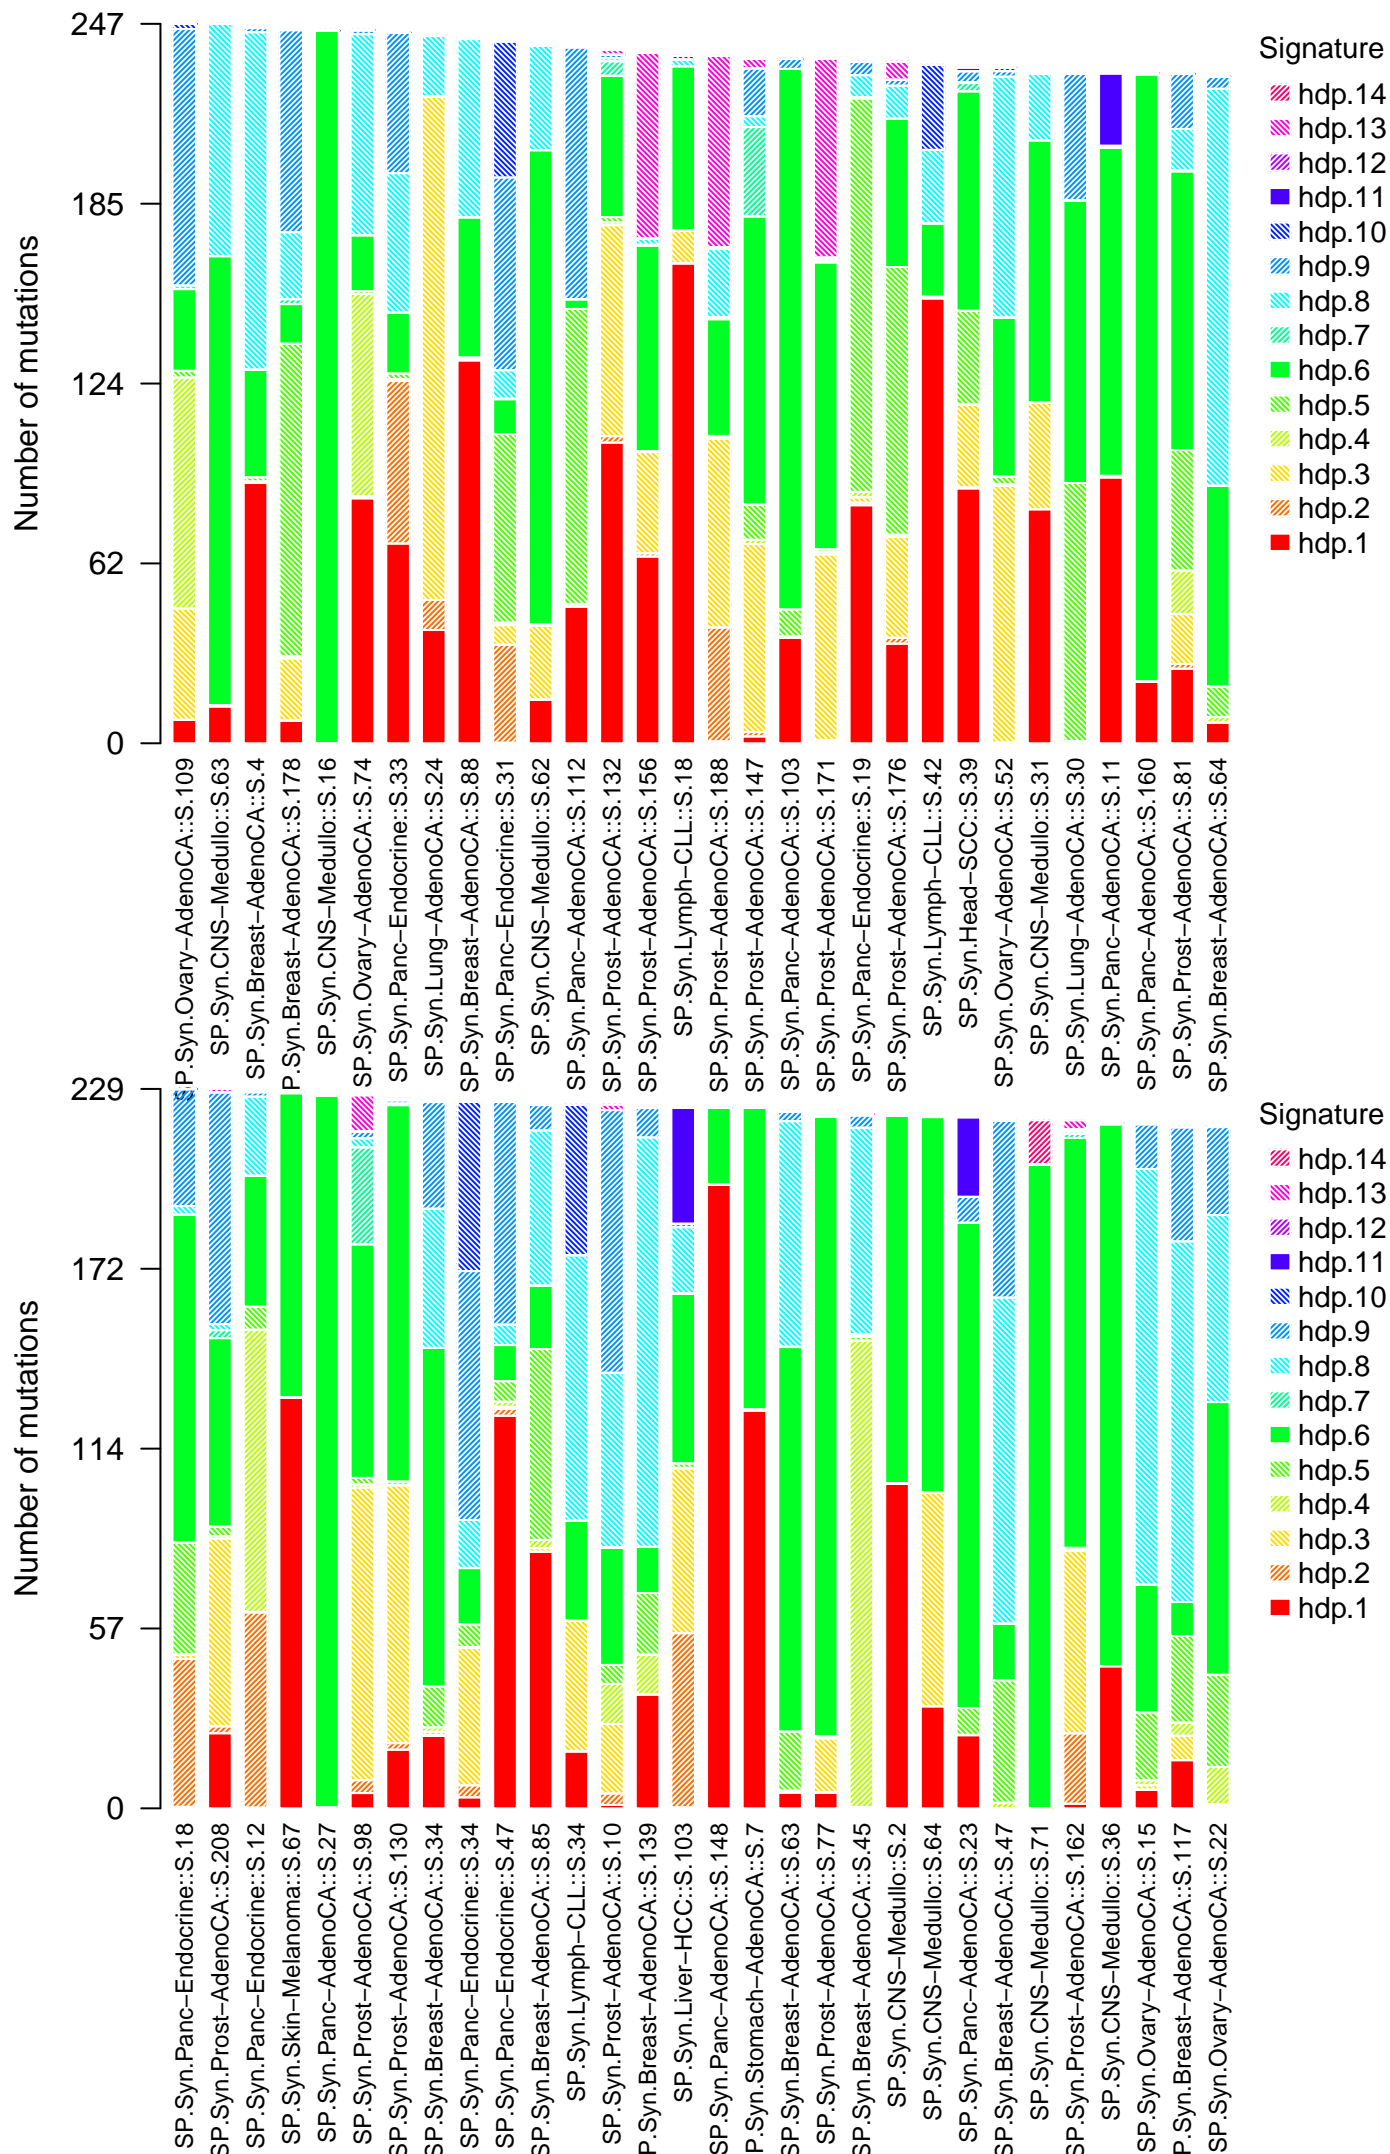 247
185
124
62
0
Number of mutations
Signature
hdp.14
hdp.13
hdp.12
hdp.11
hdp.10
hdp.9
hdp.8
hdp.7
hdp.6
hdp.5
hdp.4
hdp.3
hdp.2
hdp.1
SP.Syn.Ovary−AdenoCA::S.109
SP.Syn.CNS−Medullo::S.63
SP.Syn.Breast−AdenoCA::S.4
P.Syn.Breast−AdenoCA::S.178
SP.Syn.CNS−Medullo::S.16
SP.Syn.Ovary−AdenoCA::S.74
SP.Syn.Panc−Endocrine::S.33
SP.Syn.Lung−AdenoCA::S.24
SP.Syn.Breast−AdenoCA::S.88
SP.Syn.Panc−Endocrine::S.31
SP.Syn.CNS−Medullo::S.62
SP.Syn.Panc−AdenoCA::S.112
SP.Syn.Prost−AdenoCA::S.132
SP.Syn.Prost−AdenoCA::S.156
SP.Syn.Lymph−CLL::S.18
SP.Syn.Prost−AdenoCA::S.188
SP.Syn.Prost−AdenoCA::S.147
SP.Syn.Panc−AdenoCA::S.103
SP.Syn.Prost−AdenoCA::S.171
SP.Syn.Panc−Endocrine::S.19
SP.Syn.Prost−AdenoCA::S.176
SP.Syn.Lymph−CLL::S.42
SP.Syn.Head−SCC::S.39
SP.Syn.Ovary−AdenoCA::S.52
SP.Syn.CNS−Medullo::S.31
SP.Syn.Lung−AdenoCA::S.30
SP.Syn.Panc−AdenoCA::S.11
SP.Syn.Panc−AdenoCA::S.160
SP.Syn.Prost−AdenoCA::S.81
SP.Syn.Breast−AdenoCA::S.64
229
172
114
57
0
Number of mutations
Signature
hdp.14
hdp.13
hdp.12
hdp.11
hdp.10
hdp.9
hdp.8
hdp.7
hdp.6
hdp.5
hdp.4
hdp.3
hdp.2
hdp.1
SP.Syn.Panc−Endocrine::S.18
SP.Syn.Prost−AdenoCA::S.208
SP.Syn.Panc−Endocrine::S.12
SP.Syn.Skin−Melanoma::S.67
SP.Syn.Panc−AdenoCA::S.27
SP.Syn.Prost−AdenoCA::S.98
SP.Syn.Prost−AdenoCA::S.130
SP.Syn.Breast−AdenoCA::S.34
SP.Syn.Panc−Endocrine::S.34
SP.Syn.Panc−Endocrine::S.47
SP.Syn.Breast−AdenoCA::S.85
SP.Syn.Lymph−CLL::S.34
SP.Syn.Prost−AdenoCA::S.10
P.Syn.Breast−AdenoCA::S.139
SP.Syn.Liver−HCC::S.103
SP.Syn.Panc−AdenoCA::S.148
P.Syn.Stomach−AdenoCA::S.7
SP.Syn.Breast−AdenoCA::S.63
SP.Syn.Prost−AdenoCA::S.77
SP.Syn.Breast−AdenoCA::S.45
SP.Syn.CNS−Medullo::S.2
SP.Syn.CNS−Medullo::S.64
SP.Syn.Panc−AdenoCA::S.23
SP.Syn.Breast−AdenoCA::S.47
SP.Syn.CNS−Medullo::S.71
SP.Syn.Prost−AdenoCA::S.162
SP.Syn.CNS−Medullo::S.36
SP.Syn.Ovary−AdenoCA::S.15
P.Syn.Breast−AdenoCA::S.117
SP.Syn.Ovary−AdenoCA::S.22